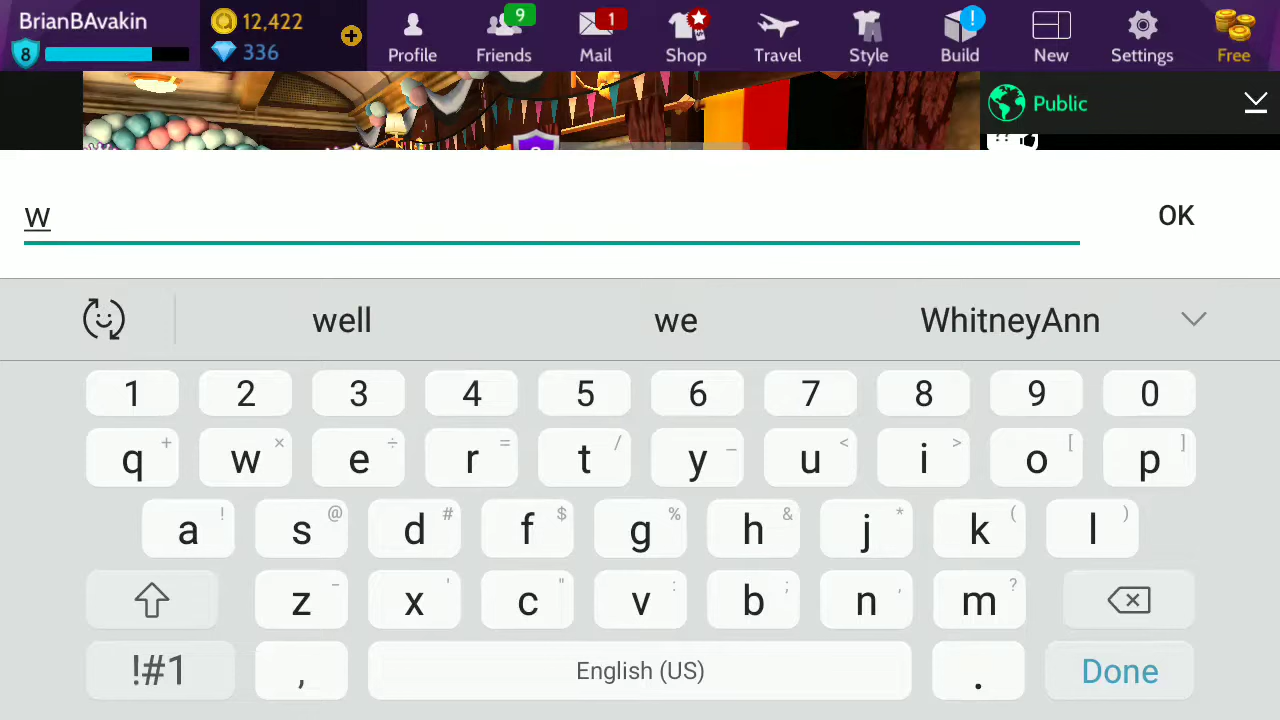 BrianBAvakin
8
12,422
336
9
1
!
Profile
Friends
Mail
Shop
Travel
Style
Build
New
Settings
Free
Public
W
OK
well
we
WhitneyAnn
1 2 3 4 5 6 7 8 9 0
q + w × e ÷ r = t / y _ u < i > o [ p ]
a ! s @ d # f $ g % h & j * k ( l )
z - x ' c " v : b ; n , m ?
!#1 , English (US) . Done